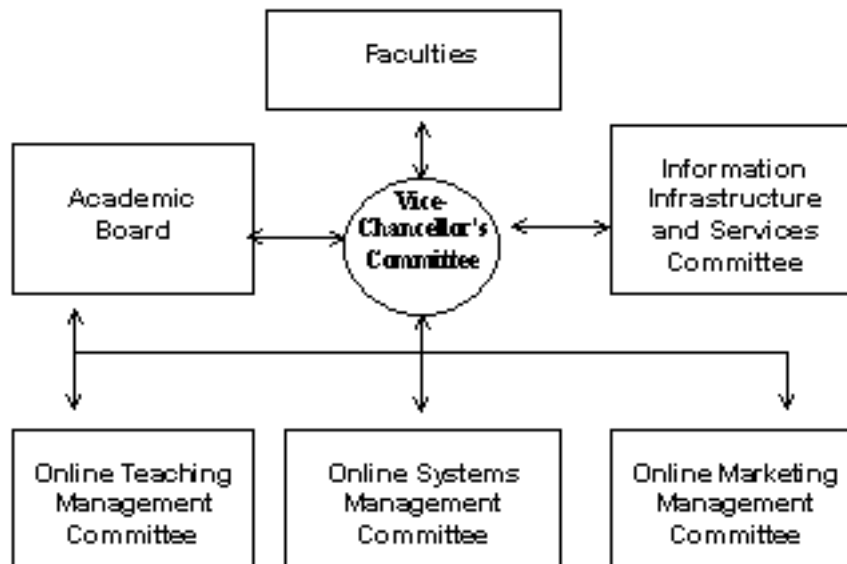 Faculties
Academic
Board
Vice-
Chancellor's
Committee
Information
Infrastructure
and Services
Committee
Online Teaching
Management
Committee
Online Systems
Management
Committee
Online Marketing
Management
Committee